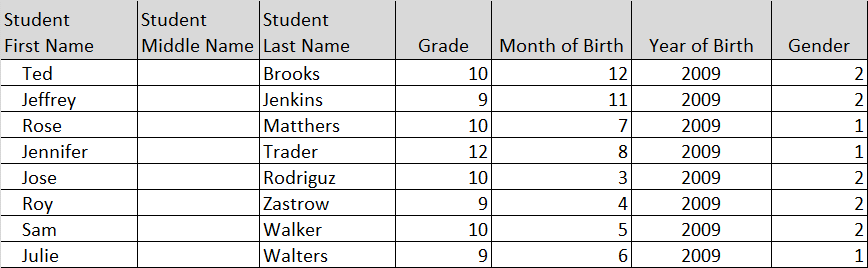 Student First Name Student Middle Name Student Last Name Grade Month of Birth Year of Birth Gender
Ted Brooks 10 12 2009 2
Jeffrey Jenkins 9 11 2009 2
Rose Matthers 10 7 2009 1
Jennifer Trader 12 8 2009 1
Jose Rodriguz 10 3 2009 2
Roy Zastrow 9 4 2009 2
Sam Walker 10 5 2009 2
Julie Walters 9 6 2009 1